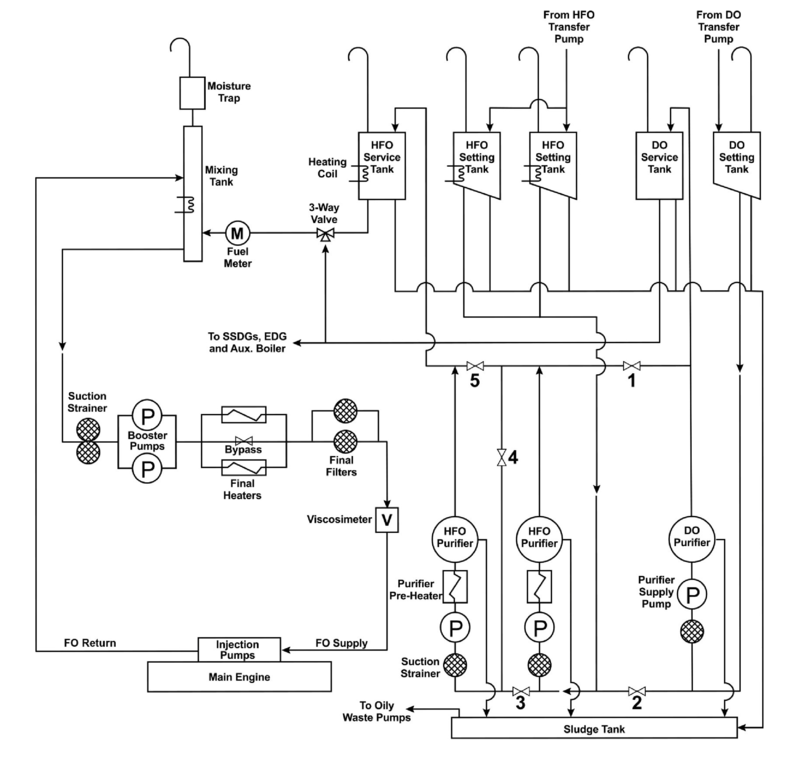 From HFO
Transfer
Pump
From DO
Transfer
Pump
Moisture
Trap
Mixing
Tank
Heating
Coil
HFO
Service
Tank
HFO
Setting
Tank
HFO
Setting
Tank
DO
Service
Tank
DO
Setting
Tank
3-Way
Valve
M
Fuel
Meter
To SSDGs, EDG
and Aux. Boiler
5
1
Suction
Strainer
P
Booster
Pumps
P
Bypass
Final
Heaters
Final
Filters
4
Viscosimeter
V
HFO
Purifier
HFO
Purifier
DO
Purifier
Purifier
Pre-Heater
Purifier
Supply
Pump
P
P
P
Suction
Strainer
FO Return
Injection
Pumps
FO Supply
Main Engine
3
2
To Oily
Waste Pumps
Sludge Tank